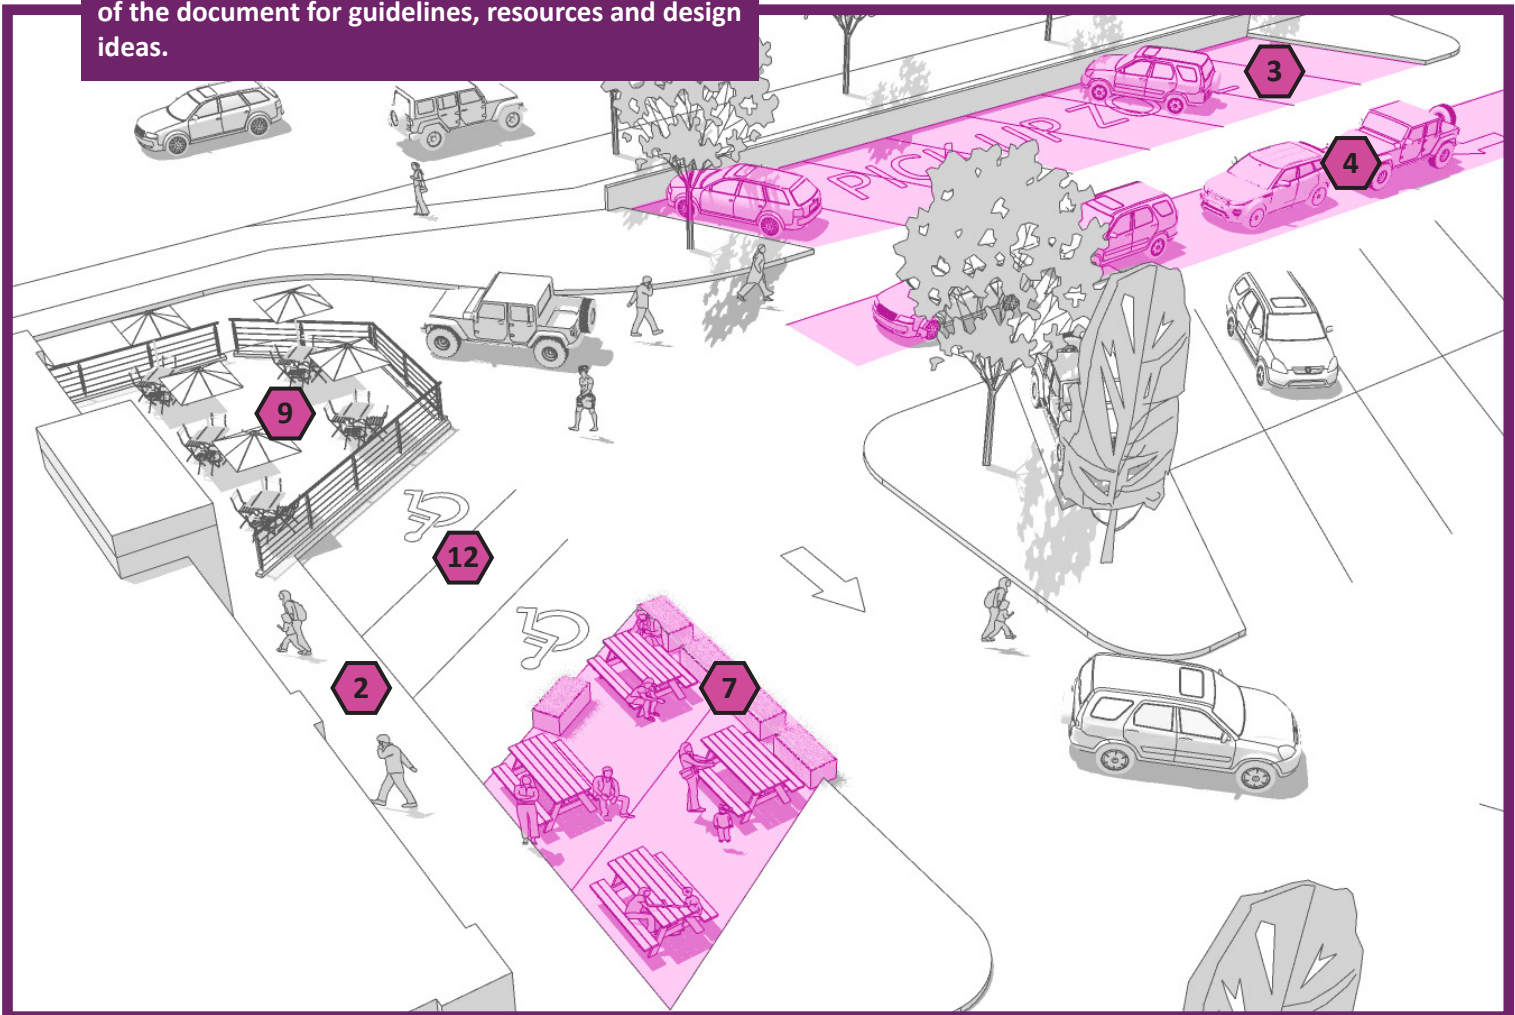 of the document for guidelines, resources and design
ideas.
3
PICK UP ZONE
4
9
12
2
7